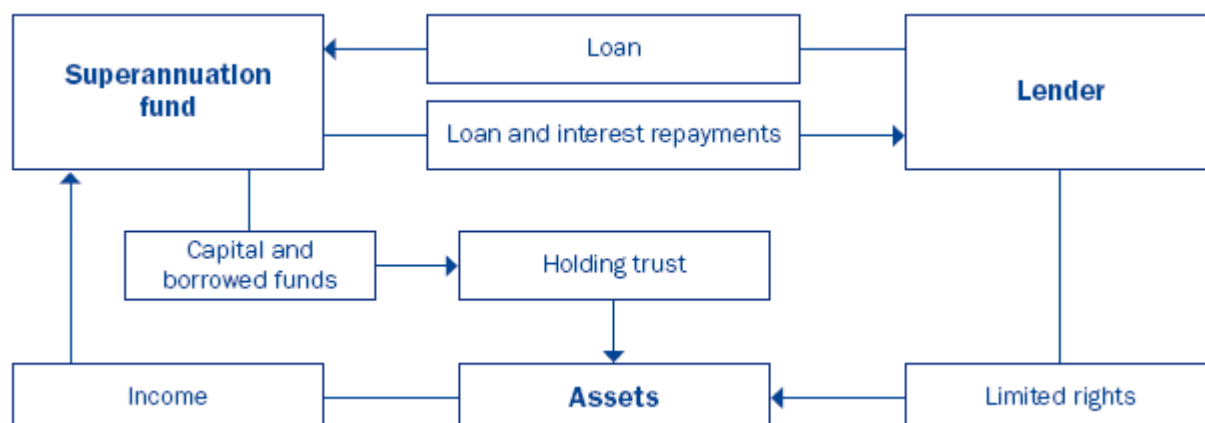 Loan
Superannuation
fund
Lender
Loan and interest repayments
Capital and
borrowed funds
Holding trust
Income
Assets
Limited rights